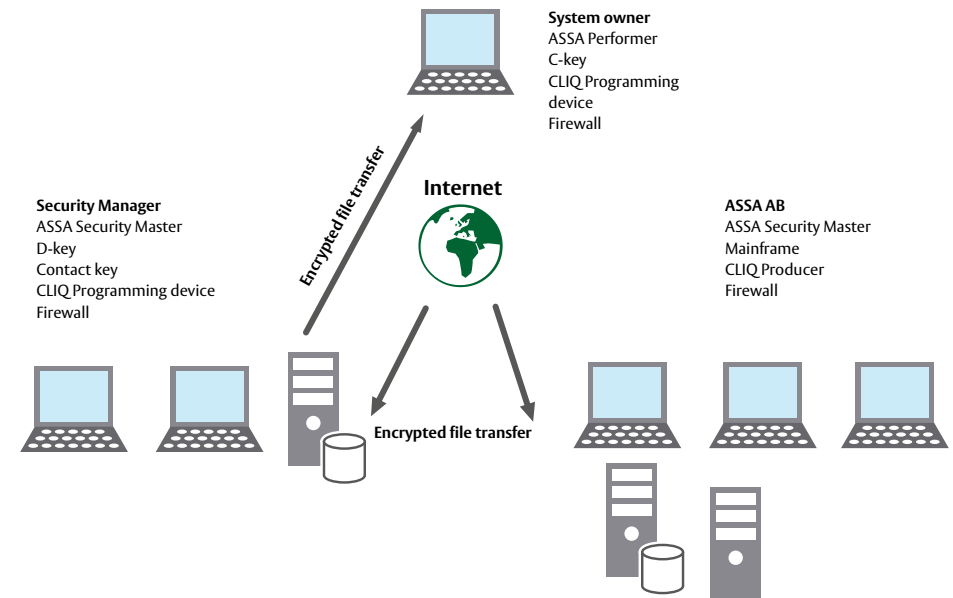 System owner
ASSA Performer
C-key
CLIQ Programming
device
Firewall
Encrypted file transfer
Internet
Security Manager
ASSA Security Master
D-key
Contact key
CLIQ Programming device
Firewall
ASSA AB
ASSA Security Master
Mainframe
CLIQ Producer
Firewall
Encrypted file transfer